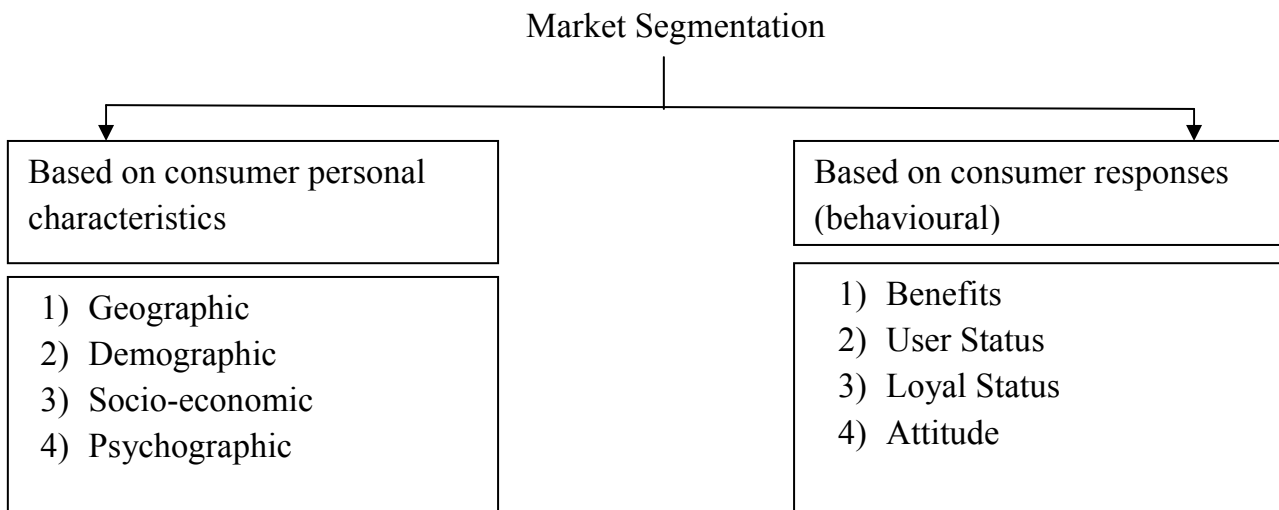 Market Segmentation
Based on consumer personal
characteristics
1) Geographic
2) Demographic
3) Socio-economic
4) Psychographic
Based on consumer responses
(behavioural)
1) Benefits
2) User Status
3) Loyal Status
4) Attitude